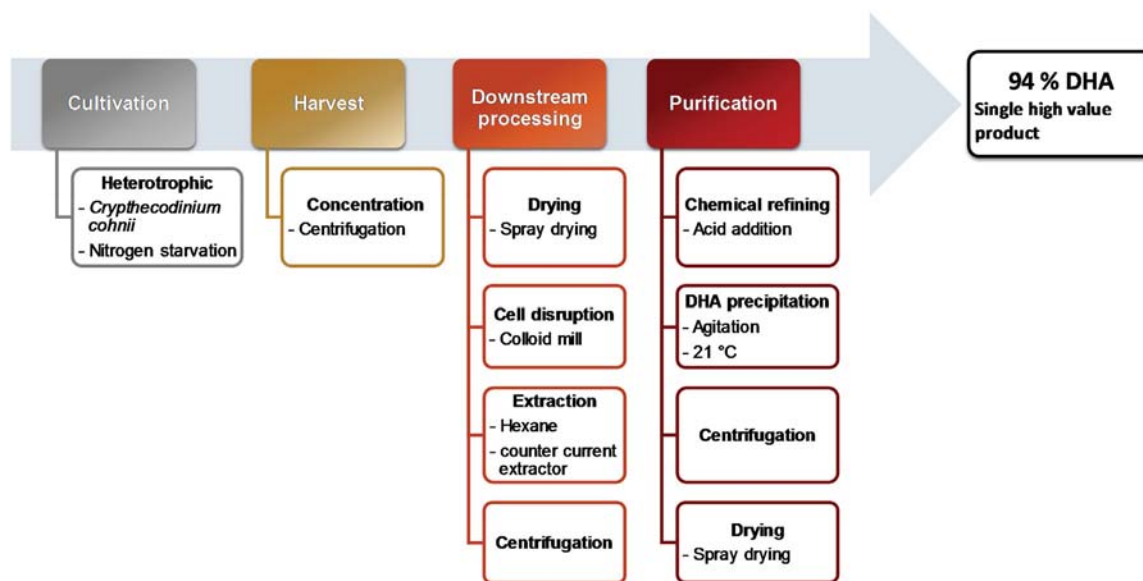 Cultivation
Heterotrophic
- Crypthecodinium
cohnii
- Nitrogen starvation
Harvest
Concentration
- Centrifugation
Downstream
processing
Drying
- Spray drying
Cell disruption
- Colloid mill
Extraction
- Hexane
- counter current
extractor
Centrifugation
Purification
Chemical refining
- Acid addition
DHA precipitation
- Agitation
- 21 °C
Centrifugation
Drying
- Spray drying
94 % DHA
Single high value
product